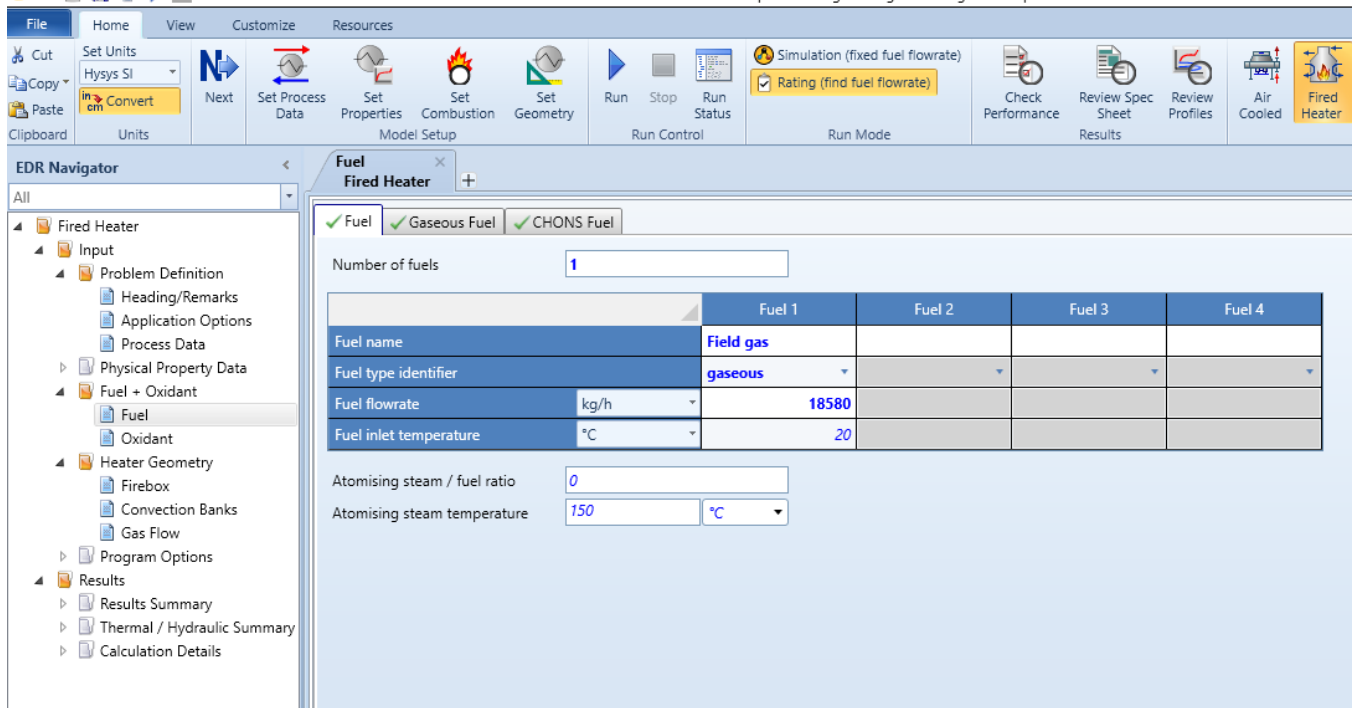 File Home View Customize Resources
Cut Set Units
Copy Hysys SI
Paste in cm Convert
Next
Set Process Data
Set Properties
Set Combustion
Set Geometry
Run
Stop
Run Status
Simulation (fixed fuel flowrate)
Rating (find fuel flowrate)
Check Performance
Review Spec Sheet
Review Profiles
Air Cooled
Fired Heater
Clipboard Units Model Setup Run Control Run Mode Results
EDR Navigator <
All
Fired Heater
Input
Problem Definition
Heading/Remarks
Application Options
Process Data
Physical Property Data
Fuel + Oxidant
Fuel
Oxidant
Heater Geometry
Firebox
Convection Banks
Gas Flow
Program Options
Results
Results Summary
Thermal / Hydraulic Summary
Calculation Details
Fuel ×
Fired Heater +
Fuel Gaseous Fuel CHONS Fuel
Number of fuels 1
Fuel 1 Fuel 2 Fuel 3 Fuel 4
Fuel name Field gas
Fuel type identifier gaseous
Fuel flowrate kg/h 18580
Fuel inlet temperature °C 20
Atomising steam / fuel ratio 0
Atomising steam temperature 150 °C